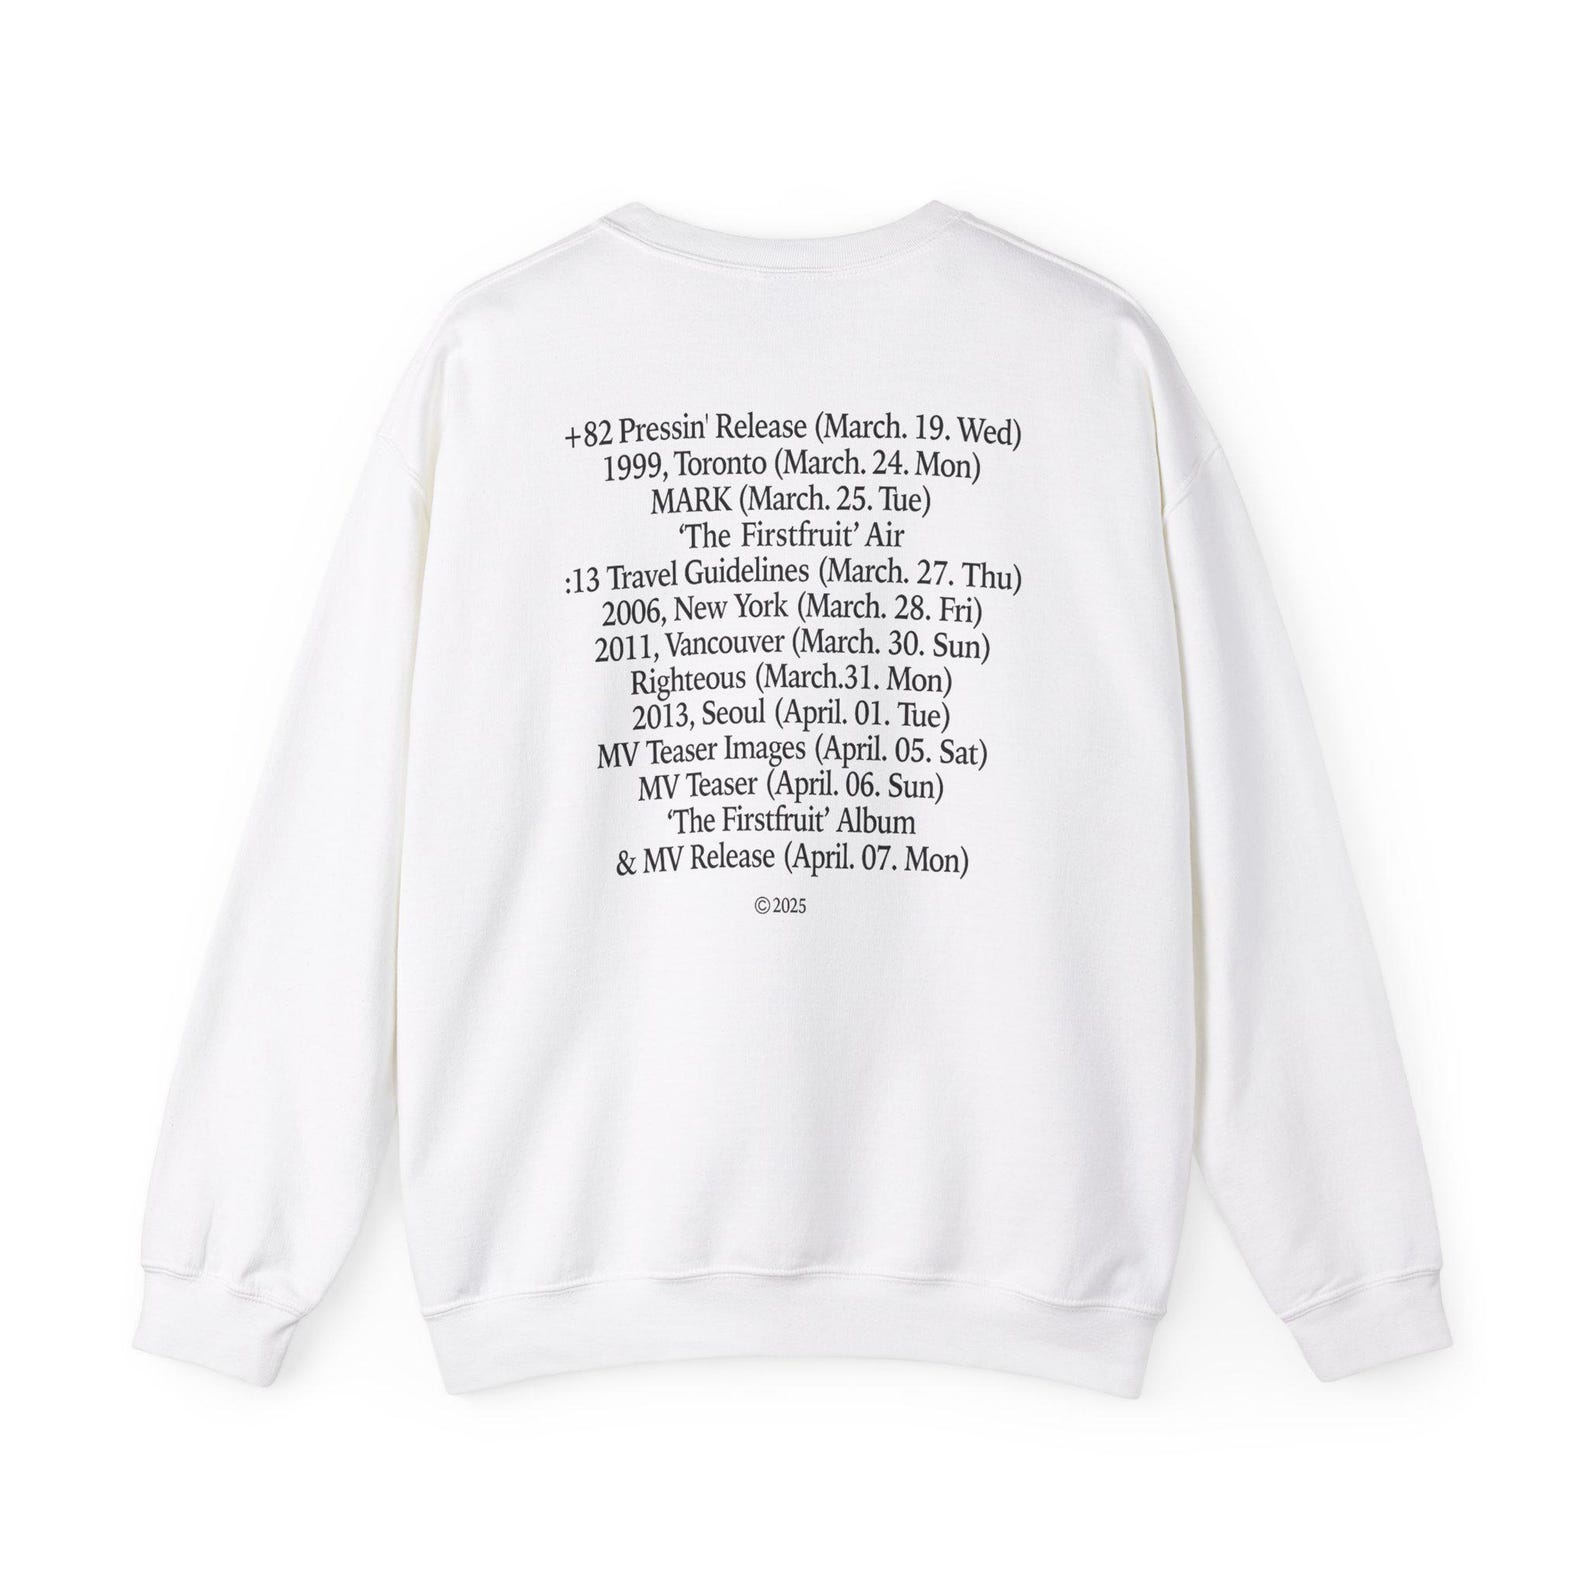 +82 Pressin' Release (March. 19. Wed)
1999, Toronto (March. 24. Mon)
MARK (March. 25. Tue)
‘The Firstfruit’ Air
:13 Travel Guidelines (March. 27. Thu)
2006, New York (March. 28. Fri)
2011, Vancouver (March. 30. Sun)
Righteous (March.31. Mon)
2013, Seoul (April. 01. Tue)
MV Teaser Images (April. 05. Sat)
MV Teaser (April. 06. Sun)
‘The Firstfruit’ Album
& MV Release (April. 07. Mon)
©2025